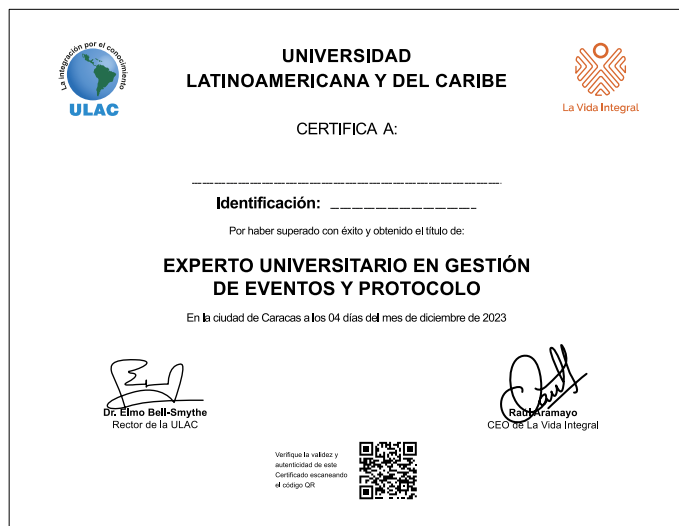 La integración por el conocimiento
ULAC
UNIVERSIDAD
LATINOAMERICANA Y DEL CARIBE
La Vida Integral
CERTIFICA A:
Identificación:
Por haber superado con éxito y obtenido el título de:
EXPERTO UNIVERSITARIO EN GESTIÓN
DE EVENTOS Y PROTOCOLO
En la ciudad de Caracas a los 04 días del mes de diciembre de 2023
Dr. Elmo Bell-Smythe
Rector de la ULAC
Raúl Aramayo
CEO de La Vida Integral
Verifique la validez y
autenticidad de este
Certificado escaneando
el código QR